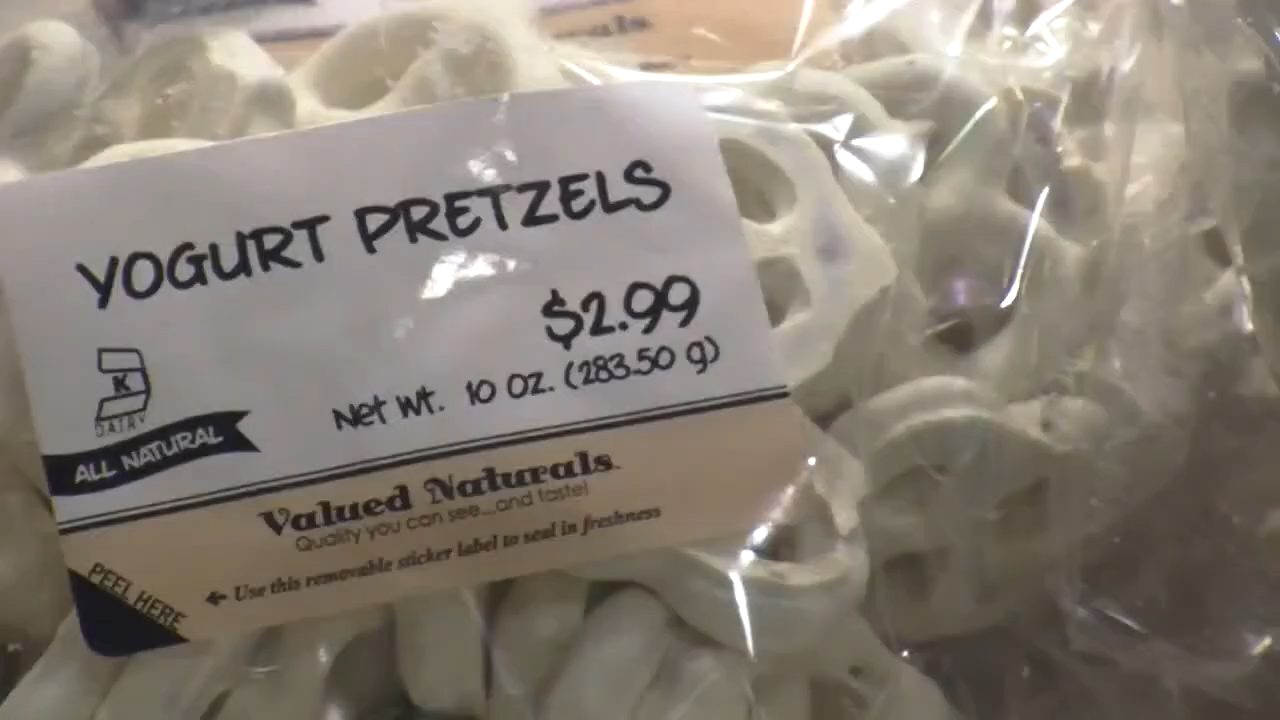 YOGURT PRETZELS
$2.99
Net Wt. 10 OZ. (283.50 g)
K
DAIRY
ALL NATURAL
Valued Naturals.
Quality you can see...and taste!
← Use this removable sticker label to seal in freshness
PEEL HERE